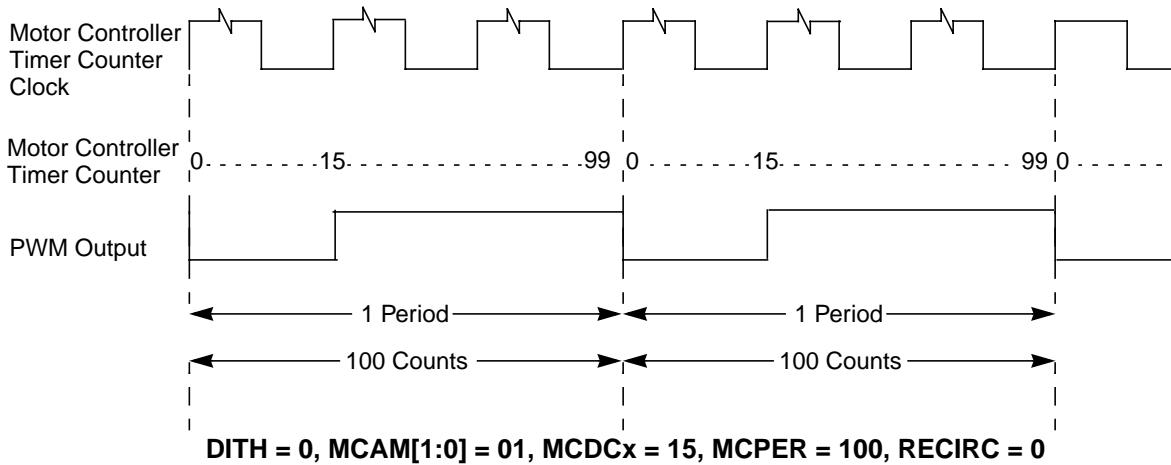 Motor Controller
Timer Counter
Clock
Motor Controller
Timer Counter
0 15 99 0 15 99 0
PWM Output
1 Period 1 Period
100 Counts 100 Counts
DITH = 0, MCAM[1:0] = 01, MCDCx = 15, MCPER = 100, RECIRC = 0